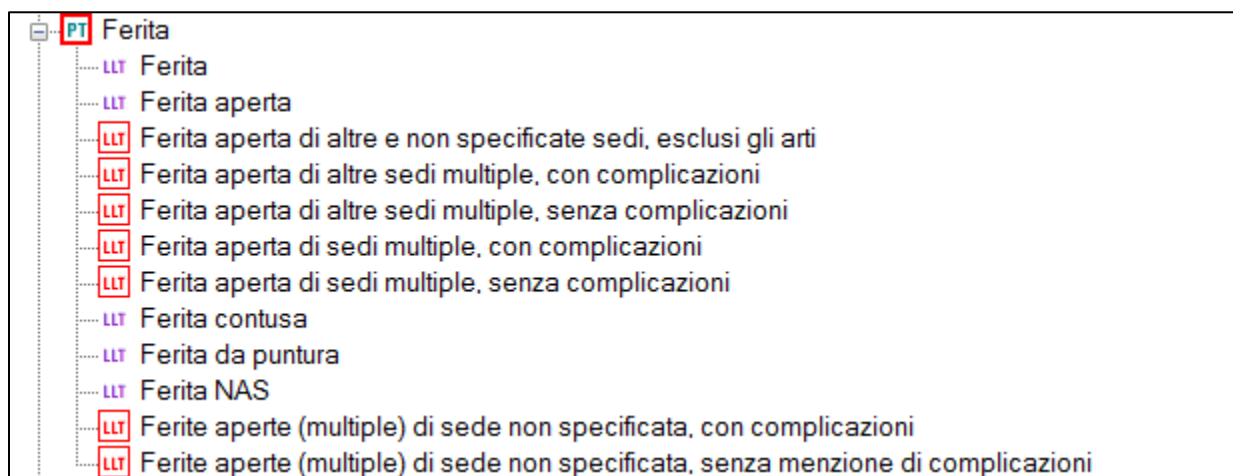 PT Ferita
LLT Ferita
LLT Ferita aperta
LLT Ferita aperta di altre e non specificate sedi, esclusi gli arti
LLT Ferita aperta di altre sedi multiple, con complicazioni
LLT Ferita aperta di altre sedi multiple, senza complicazioni
LLT Ferita aperta di sedi multiple, con complicazioni
LLT Ferita aperta di sedi multiple, senza complicazioni
LLT Ferita contusa
LLT Ferita da puntura
LLT Ferita NAS
LLT Ferite aperte (multiple) di sede non specificata, con complicazioni
LLT Ferite aperte (multiple) di sede non specificata, senza menzione di complicazioni